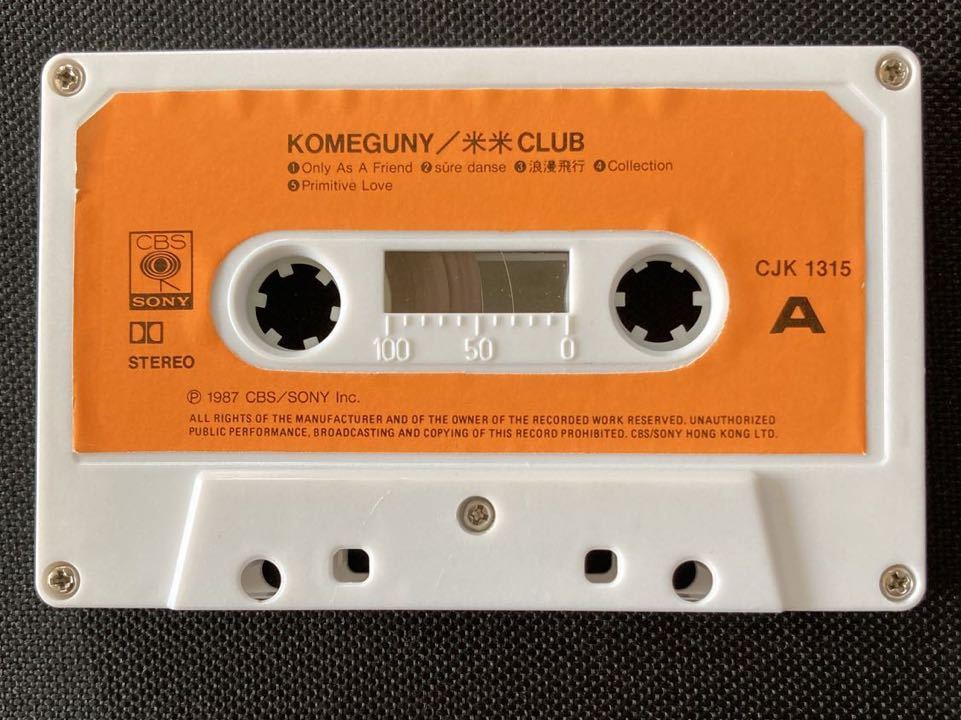 KOMEGUNY／米米CLUB
❶Only As A Friend ❷sûre danse ❸浪漫飛行 ❹Collection
❺Primitive Love
CBS
SONY
STEREO
CJK 1315
A
100 50 0
Ⓟ 1987 CBS／SONY Inc.
ALL RIGHTS OF THE MANUFACTURER AND OF THE OWNER OF THE RECORDED WORK RESERVED. UNAUTHORIZED
PUBLIC PERFORMANCE, BROADCASTING AND COPYING OF THIS RECORD PROHIBITED. CBS/SONY HONG KONG LTD.